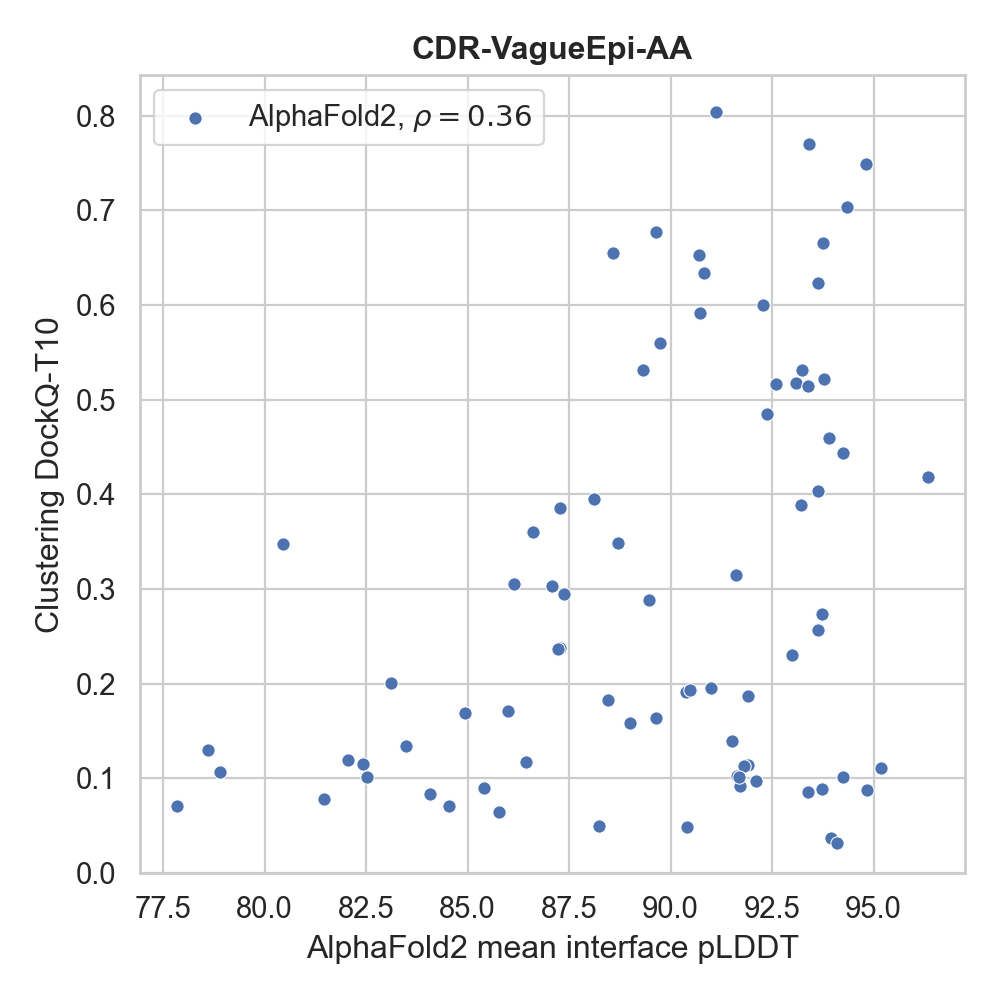 CDR-VagueEpi-AA
AlphaFold2, ρ = 0.36
Clustering DockQ-T10
0.8
0.7
0.6
0.5
0.4
0.3
0.2
0.1
0.0
77.5 80.0 82.5 85.0 87.5 90.0 92.5 95.0
AlphaFold2 mean interface pLDDT